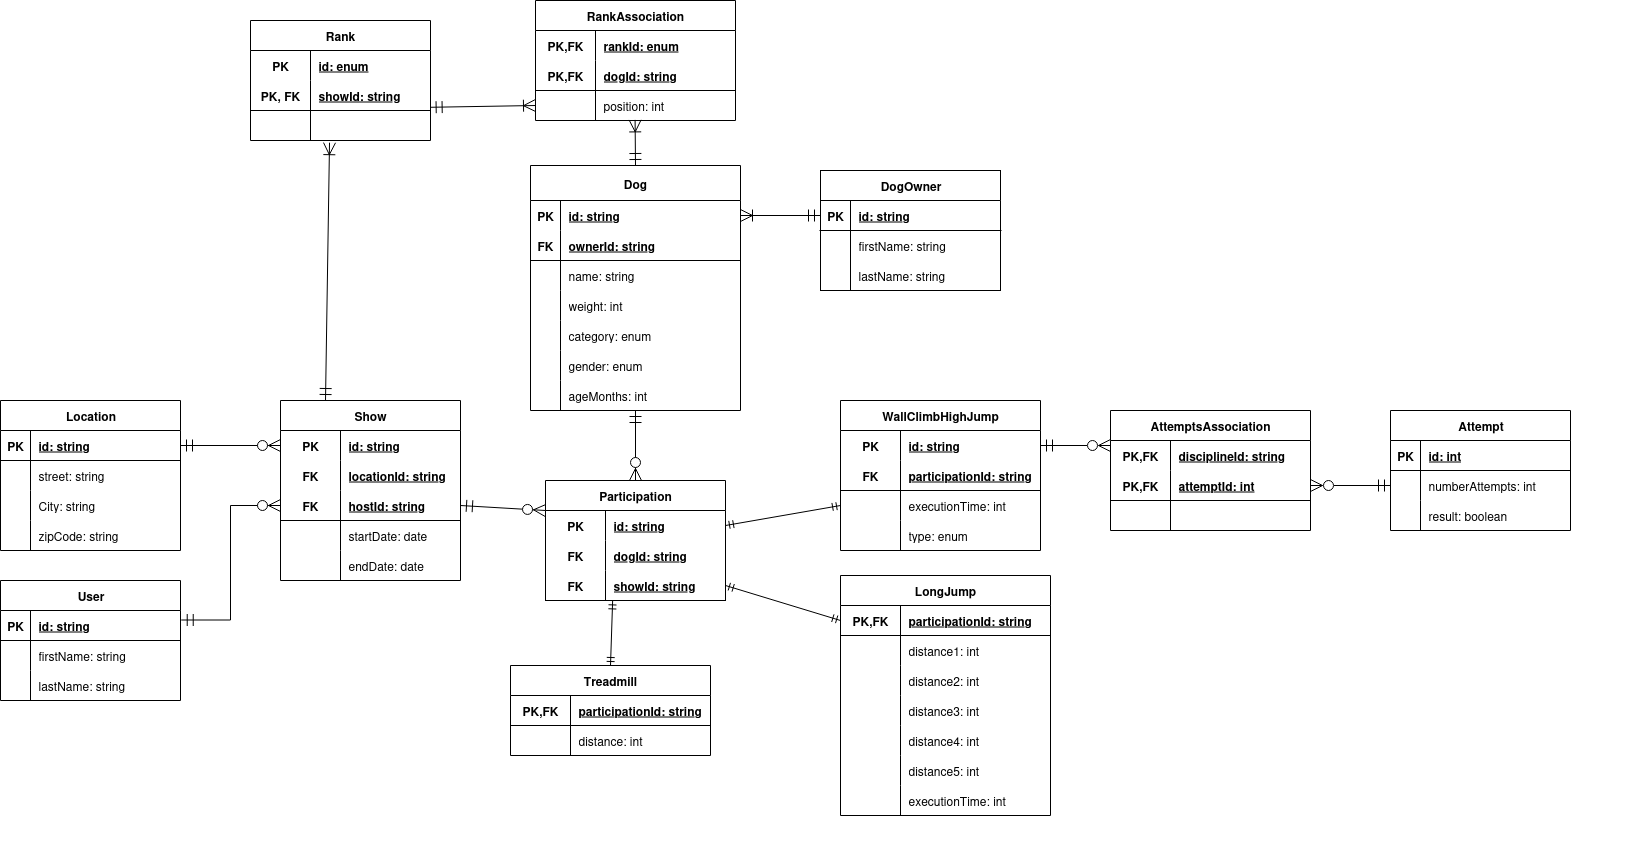 RankAssociation
PK,FK rankId: enum
PK,FK dogId: string
position: int
Rank
PK id: enum
PK, FK showId: string
Dog
PK id: string
FK ownerId: string
name: string
weight: int
category: enum
gender: enum
ageMonths: int
DogOwner
PK id: string
firstName: string
lastName: string
Location
PK id: string
street: string
City: string
zipCode: string
Show
PK id: string
FK locationId: string
FK hostId: string
startDate: date
endDate: date
WallClimbHighJump
PK id: string
FK participationId: string
executionTime: int
type: enum
AttemptsAssociation
PK,FK disciplineId: string
PK,FK attemptId: int
Attempt
PK id: int
numberAttempts: int
result: boolean
Participation
PK id: string
FK dogId: string
FK showId: string
User
PK id: string
firstName: string
lastName: string
LongJump
PK,FK participationId: string
distance1: int
distance2: int
distance3: int
distance4: int
distance5: int
executionTime: int
Treadmill
PK,FK participationId: string
distance: int